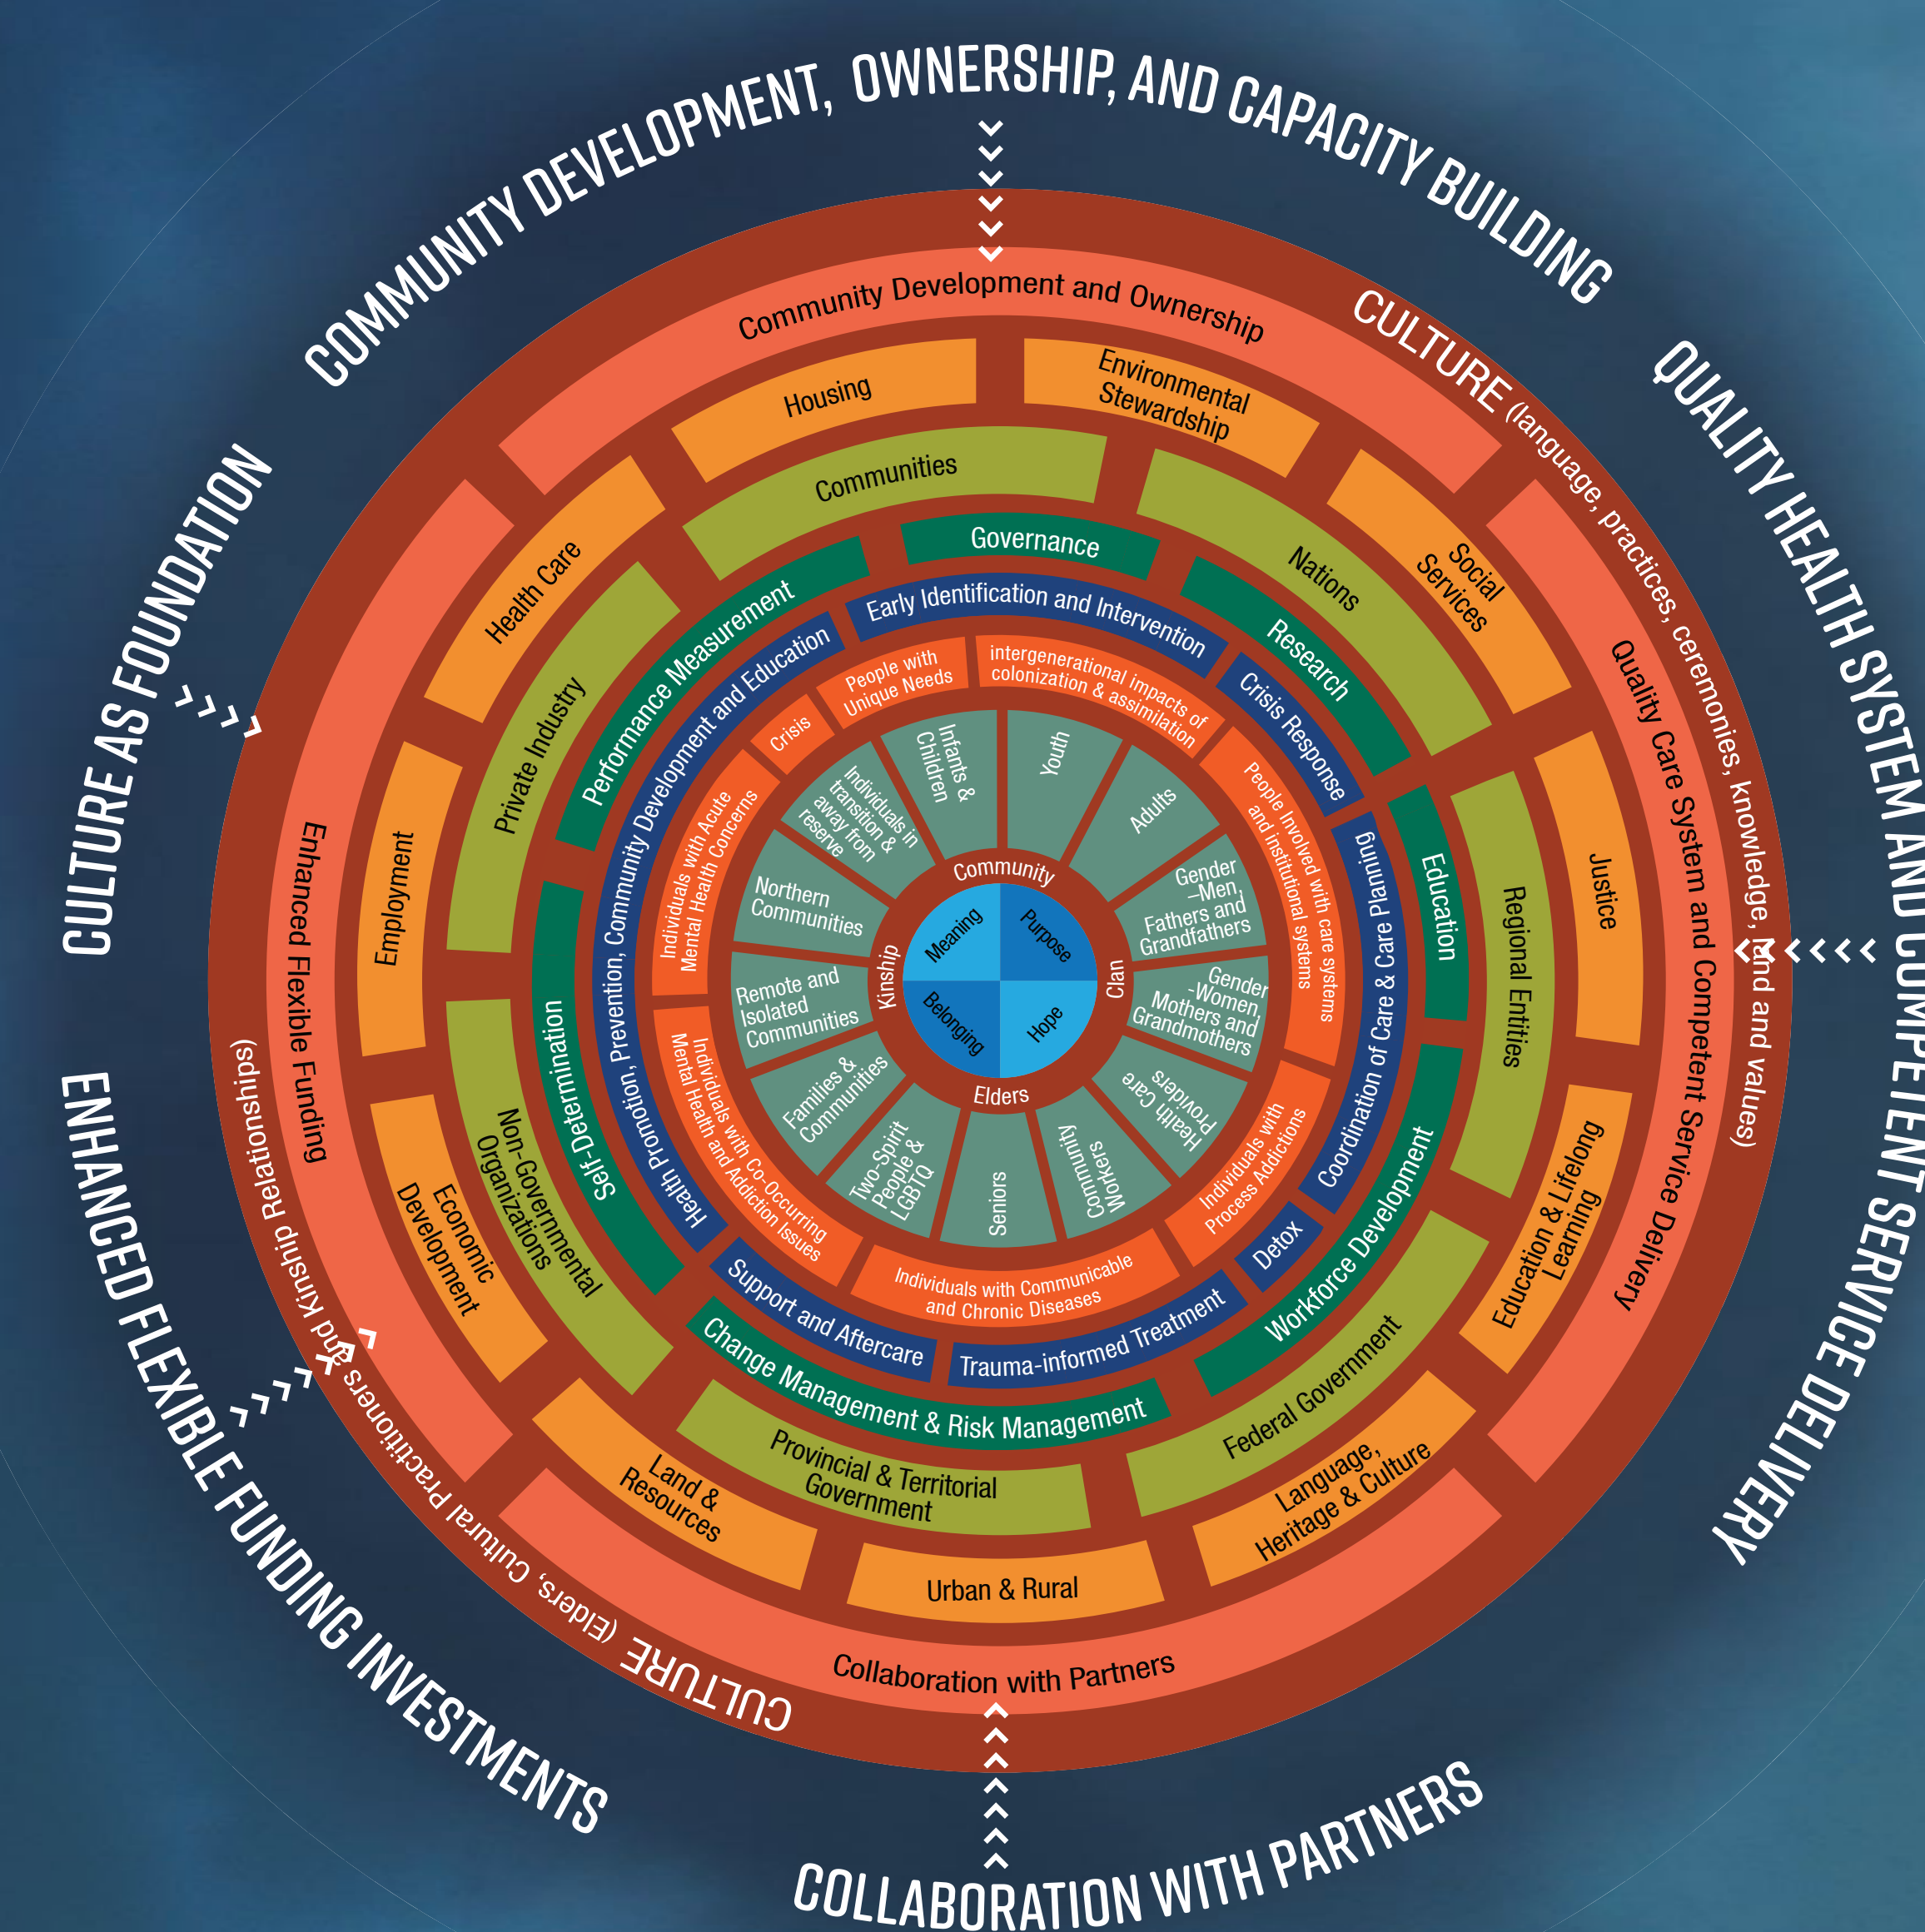 COMMUNITY DEVELOPMENT, OWNERSHIP, AND CAPACITY BUILDING
QUALITY HEALTH SYSTEM AND COMPETENT SERVICE DELIVERY
COLLABORATION WITH PARTNERS
ENHANCED FLEXIBLE FUNDING INVESTMENTS
CULTURE AS FOUNDATION
CULTURE (language, practices, ceremonies, knowledge, land and values)
CULTURE (Elders, Cultural Practitioners and Kinship Relationships)
Community Development and Ownership
Quality Care System and Competent Service Delivery
Collaboration with Partners
Enhanced Flexible Funding
Housing
Environmental
Stewardship
Social
Services
Justice
Education & Lifelong
Learning
Language,
Heritage & Culture
Urban & Rural
Land &
Resources
Economic
Development
Employment
Health Care
Communities
Nations
Regional Entities
Federal Government
Provincial & Territorial
Government
Non-Governmental
Organizations
Private Industry
Governance
Research
Education
Workforce Development
Change Management & Risk Management
Self-Determination
Performance Measurement
Early Identification and Intervention
Crisis Response
Coordination of Care & Care Planning
Detox
Trauma-informed Treatment
Support and Aftercare
Health Promotion, Prevention, Community Development and Education
People with
Unique Needs
intergenerational impacts of
colonization & assimilation
People Involved with care systems
and institutional systems
Individuals with
Process Addictions
Individuals with Communicable
and Chronic Diseases
Individuals with Co-Occurring
Mental Health and Addiction Issues
Individuals with Acute
Mental Health Concerns
Crisis
Infants &
Children
Youth
Adults
Gender
–Men,
Fathers and
Grandfathers
Gender
-Women,
Mothers and
Grandmothers
Health Care
Providers
Community
Workers
Seniors
Two-Spirit
People &
LGBTQ
Families &
Communities
Remote and
Isolated
Communities
Northern
Communities
Individuals in
transition &
away from
reserve
Community
Clan
Elders
Kinship
Meaning
Purpose
Hope
Belonging